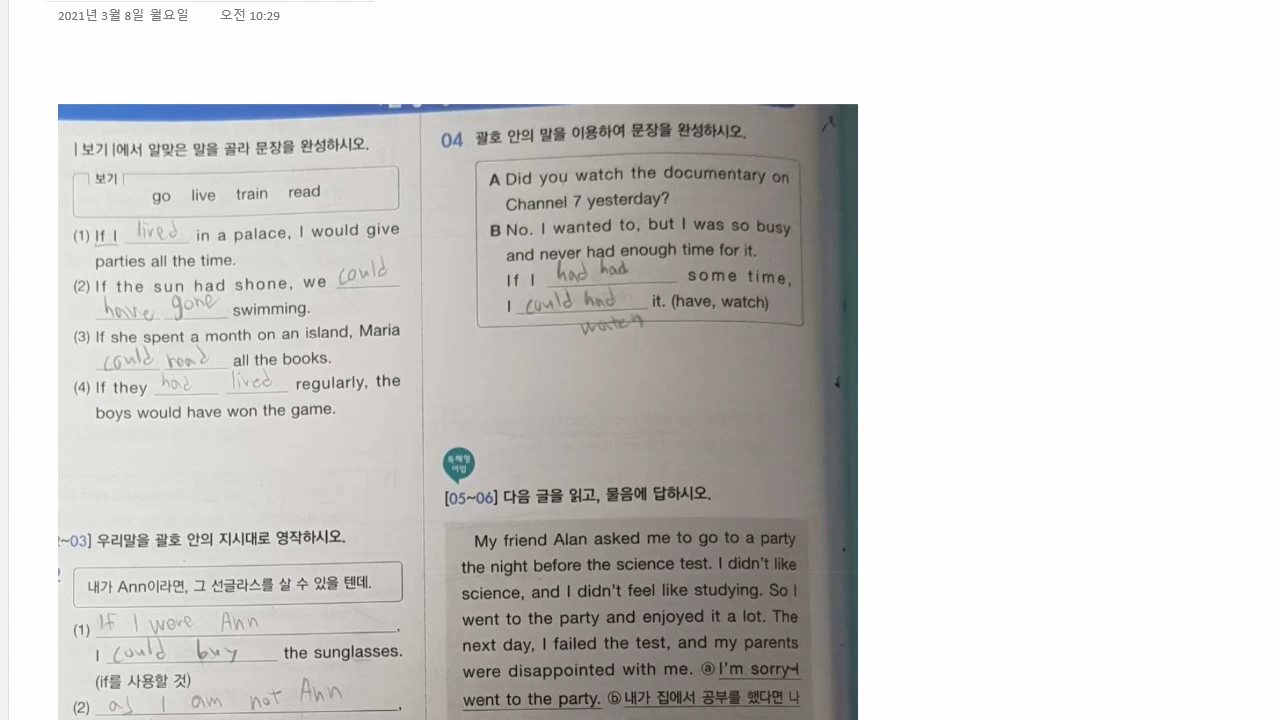 2021년 3월 8일 월요일 오전 10:29
| 보기 |에서 알맞은 말을 골라 문장을 완성하시오.
보기
go live train read
(1) If I lived in a palace, I would give
parties all the time.
(2) If the sun had shone, we could
have gone swimming.
(3) If she spent a month on an island, Maria
could read all the books.
(4) If they had lived regularly, the
boys would have won the game.
~03] 우리말을 괄호 안의 지시대로 영작하시오.
내가 Ann이라면, 그 선글라스를 살 수 있을 텐데.
(1) If I were Ann,
I could buy the sunglasses.
(if를 사용할 것)
(2) as I am not Ann,
04 괄호 안의 말을 이용하여 문장을 완성하시오.
A Did you watch the documentary on
Channel 7 yesterday?
B No. I wanted to, but I was so busy
and never had enough time for it.
If I had had some time,
I could had it. (have, watch)
watch
독해형
어법
[05~06] 다음 글을 읽고, 물음에 답하시오.
My friend Alan asked me to go to a party
the night before the science test. I didn't like
science, and I didn't feel like studying. So I
went to the party and enjoyed it a lot. The
next day, I failed the test, and my parents
were disappointed with me. ⓐ I'm sorry I
went to the party. ⓑ 내가 집에서 공부를 했다면 나